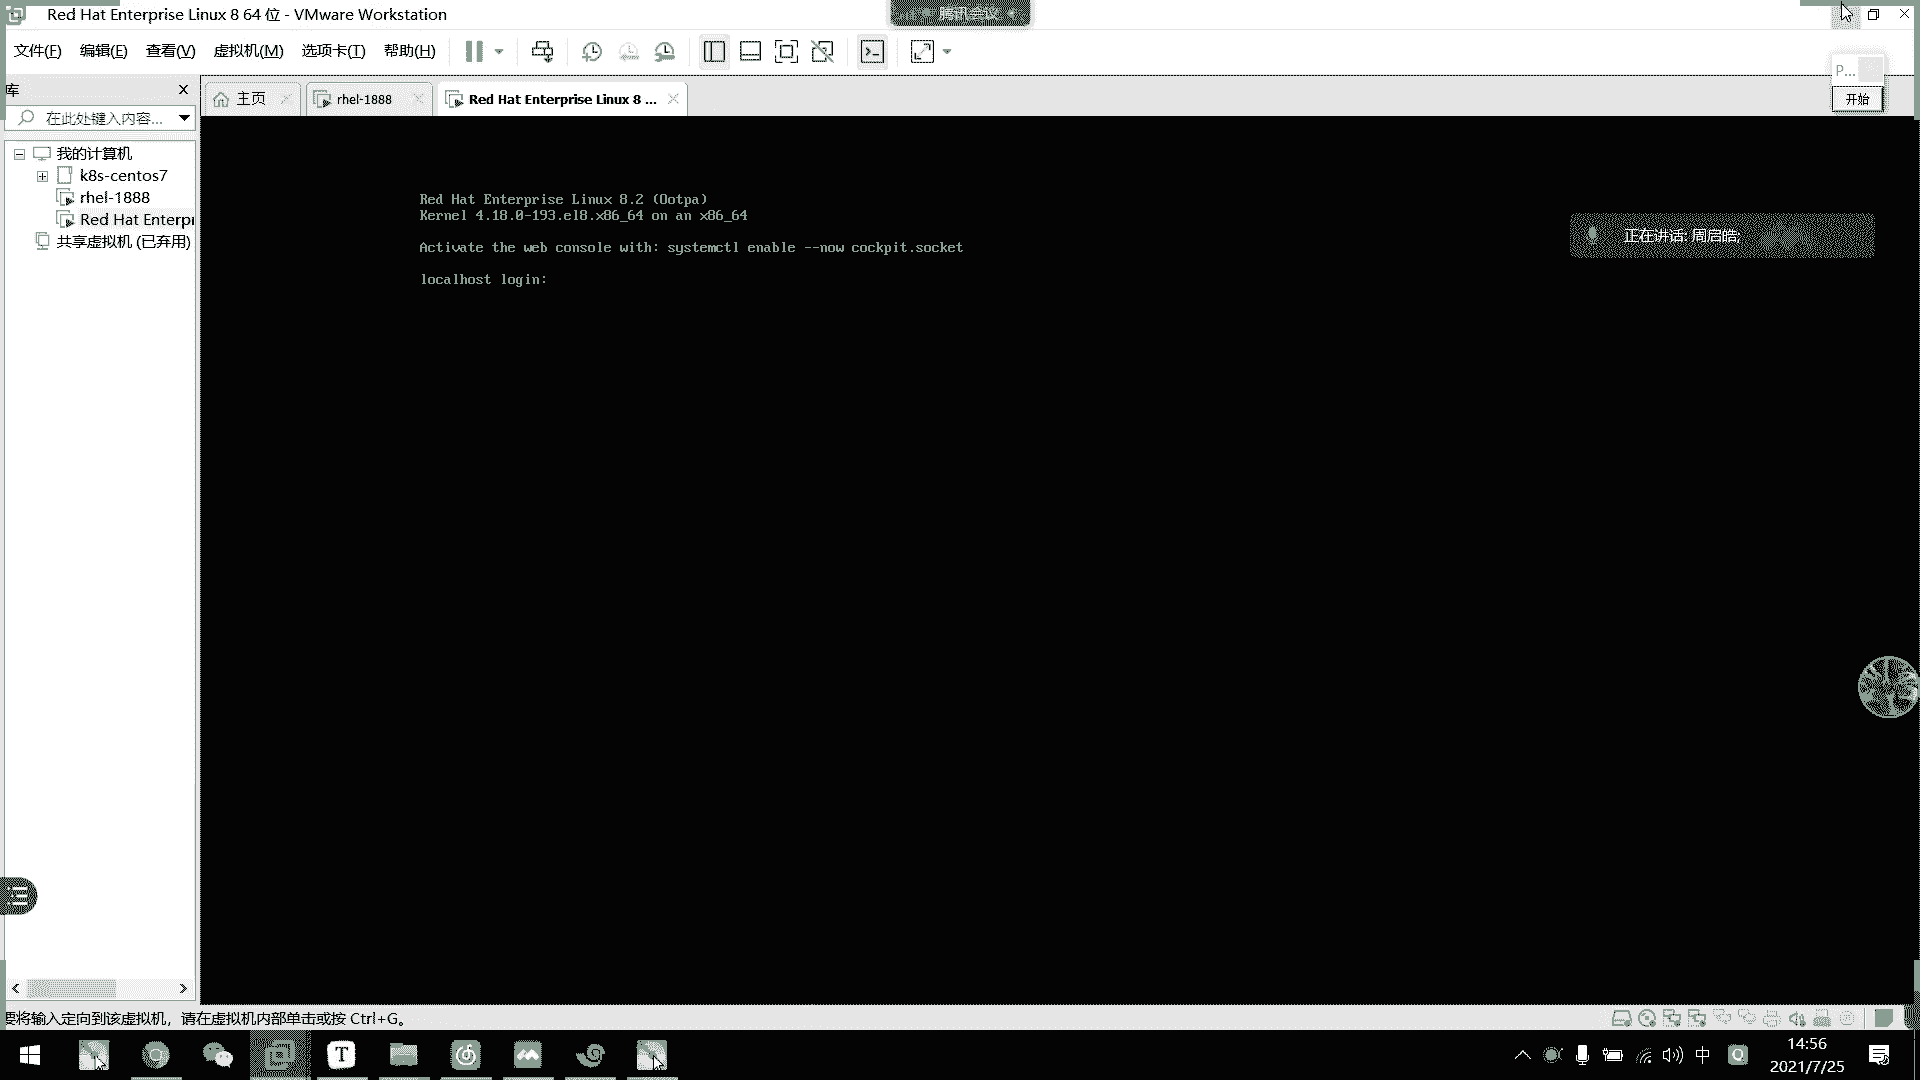 Red Hat Enterprise Linux 8 64 位 - VMware Workstation
腾讯会议
文件(F) 编辑(E) 查看(V) 虚拟机(M) 选项卡(T) 帮助(H)
P...
开始
库
在此处键入内容...
主页
rhel-1888
Red Hat Enterprise Linux 8 ...
我的计算机
k8s-centos7
rhel-1888
Red Hat Enterp
共享虚拟机 (已弃用)
Red Hat Enterprise Linux 8.2 (Ootpa)
Kernel 4.18.0-193.el8.x86_64 on an x86_64
Activate the web console with: systemctl enable --now cockpit.socket
localhost login:
正在讲话: 周启皓;
要将输入定向到该虚拟机，请在虚拟机内部单击或按 Ctrl+G。
T
中
Q
14:56
2021/7/25